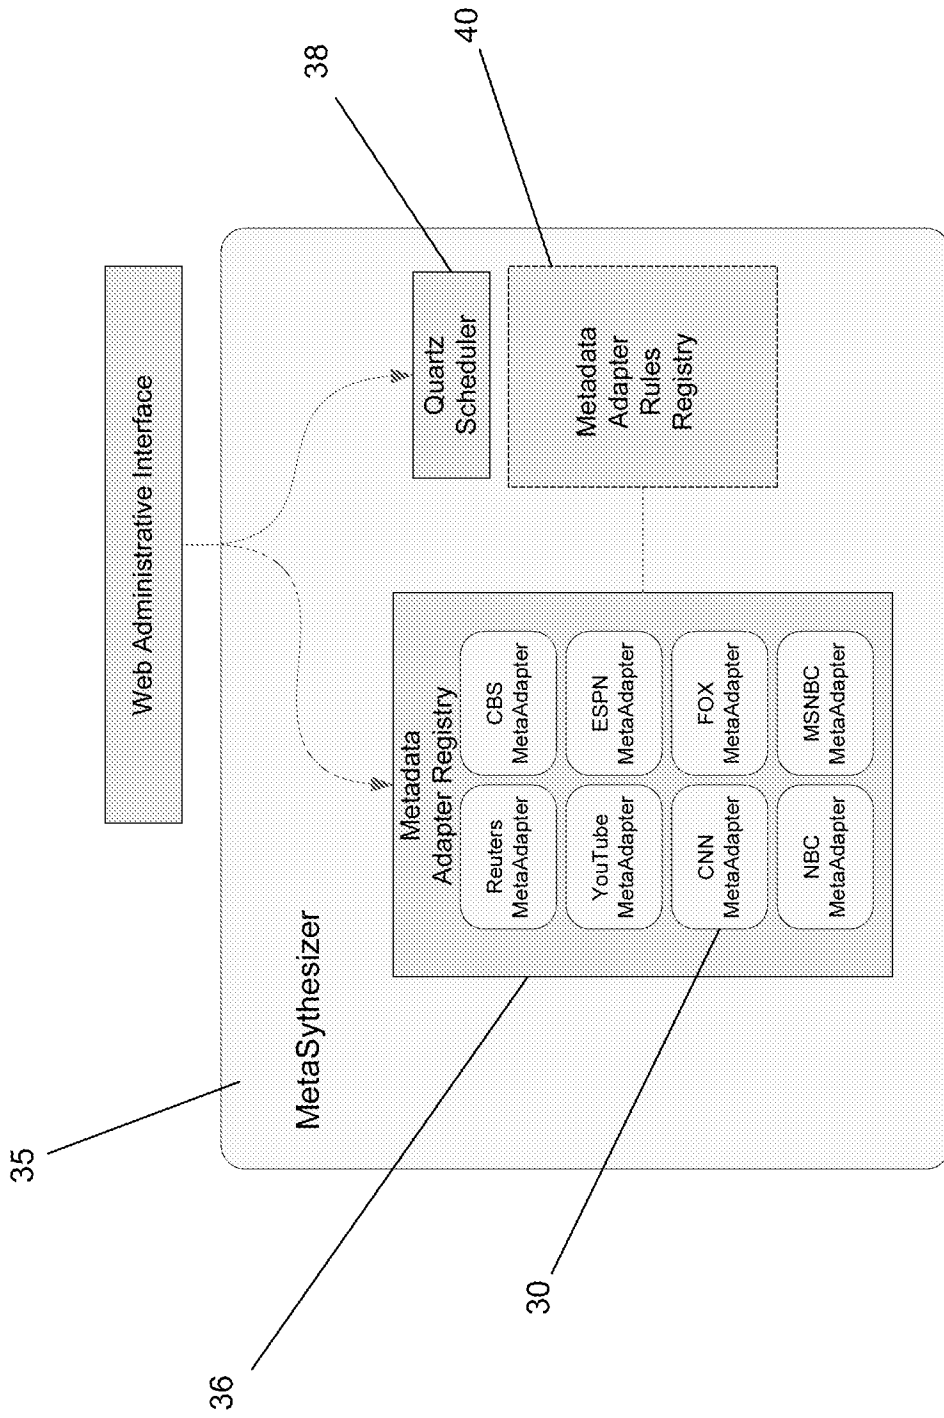 Web Administrative Interface
35
MetaSythesizer
36
Metadata
Adapter Registry
Reuters
MetaAdapter
CBS
MetaAdapter
YouTube
MetaAdapter
ESPN
MetaAdapter
CNN
MetaAdapter
FOX
MetaAdapter
NBC
MetaAdapter
MSNBC
MetaAdapter
30
Quartz
Scheduler
38
Metadata
Adapter
Rules
Registry
40